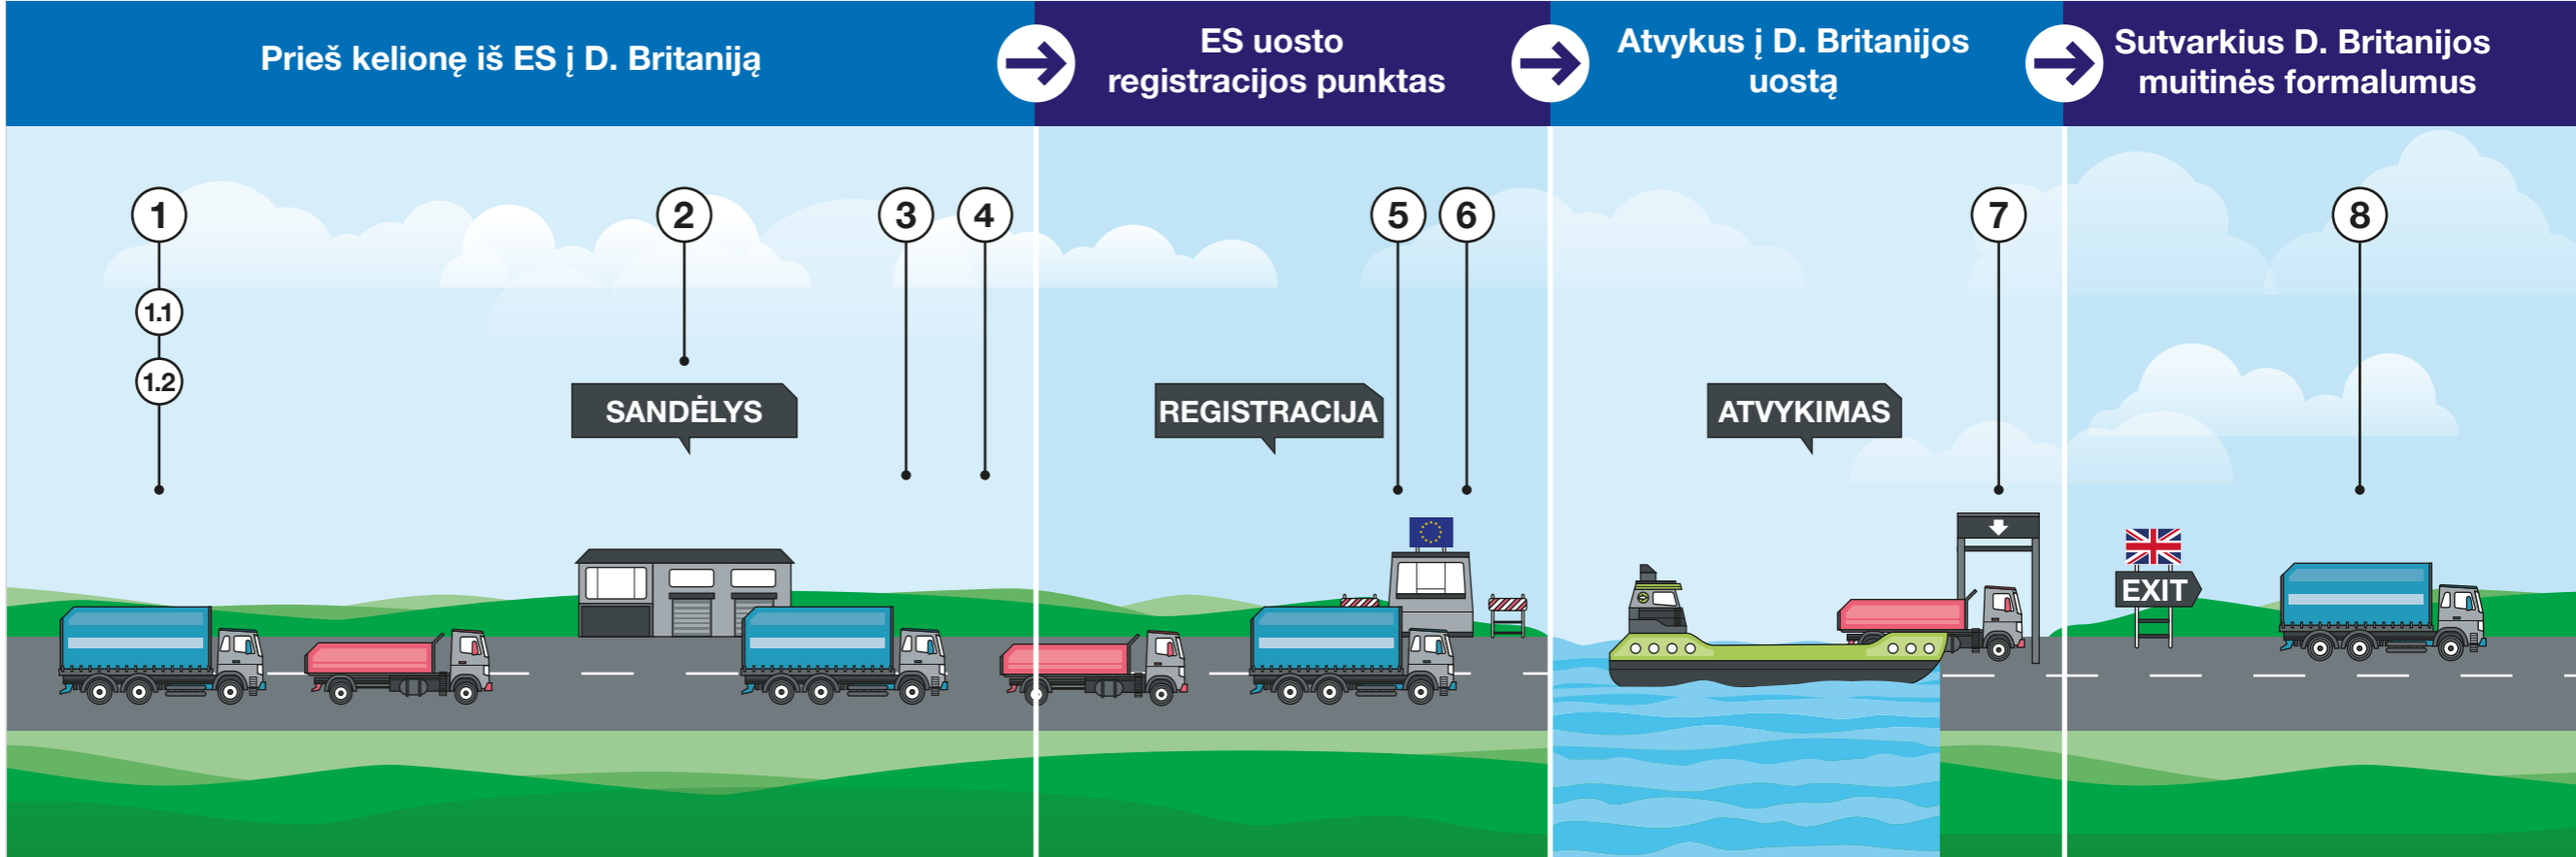 Prieš kelionę iš ES į D. Britaniją
ES uosto
registracijos punktas
Atvykus į D. Britanijos
uostą
Sutvarkius D. Britanijos
muitinės formalumus
1
1.1
1.2
2
3
4
5
6
7
8
SANDĖLYS
REGISTRACIJA
ATVYKIMAS
EXIT